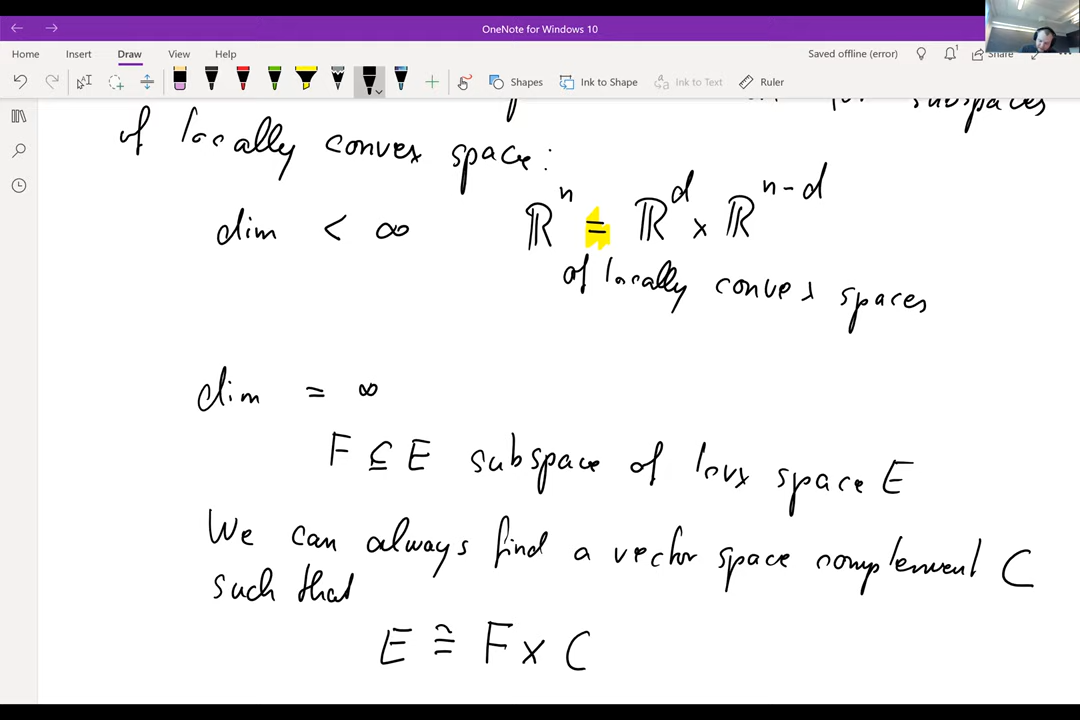 OneNote for Windows 10
Home Insert Draw View Help Saved offline (error) Share
Shapes Ink to Shape Ink to Text Ruler
for subspaces
of locally convex space:
dim < ∞ ℝⁿ = ℝᵈ × ℝⁿ⁻ᵈ
of locally convex spaces
dim = ∞
F ⊆ E subspace of lcvx space E
We can always find a vector space complement C
such that
E ≅ F × C